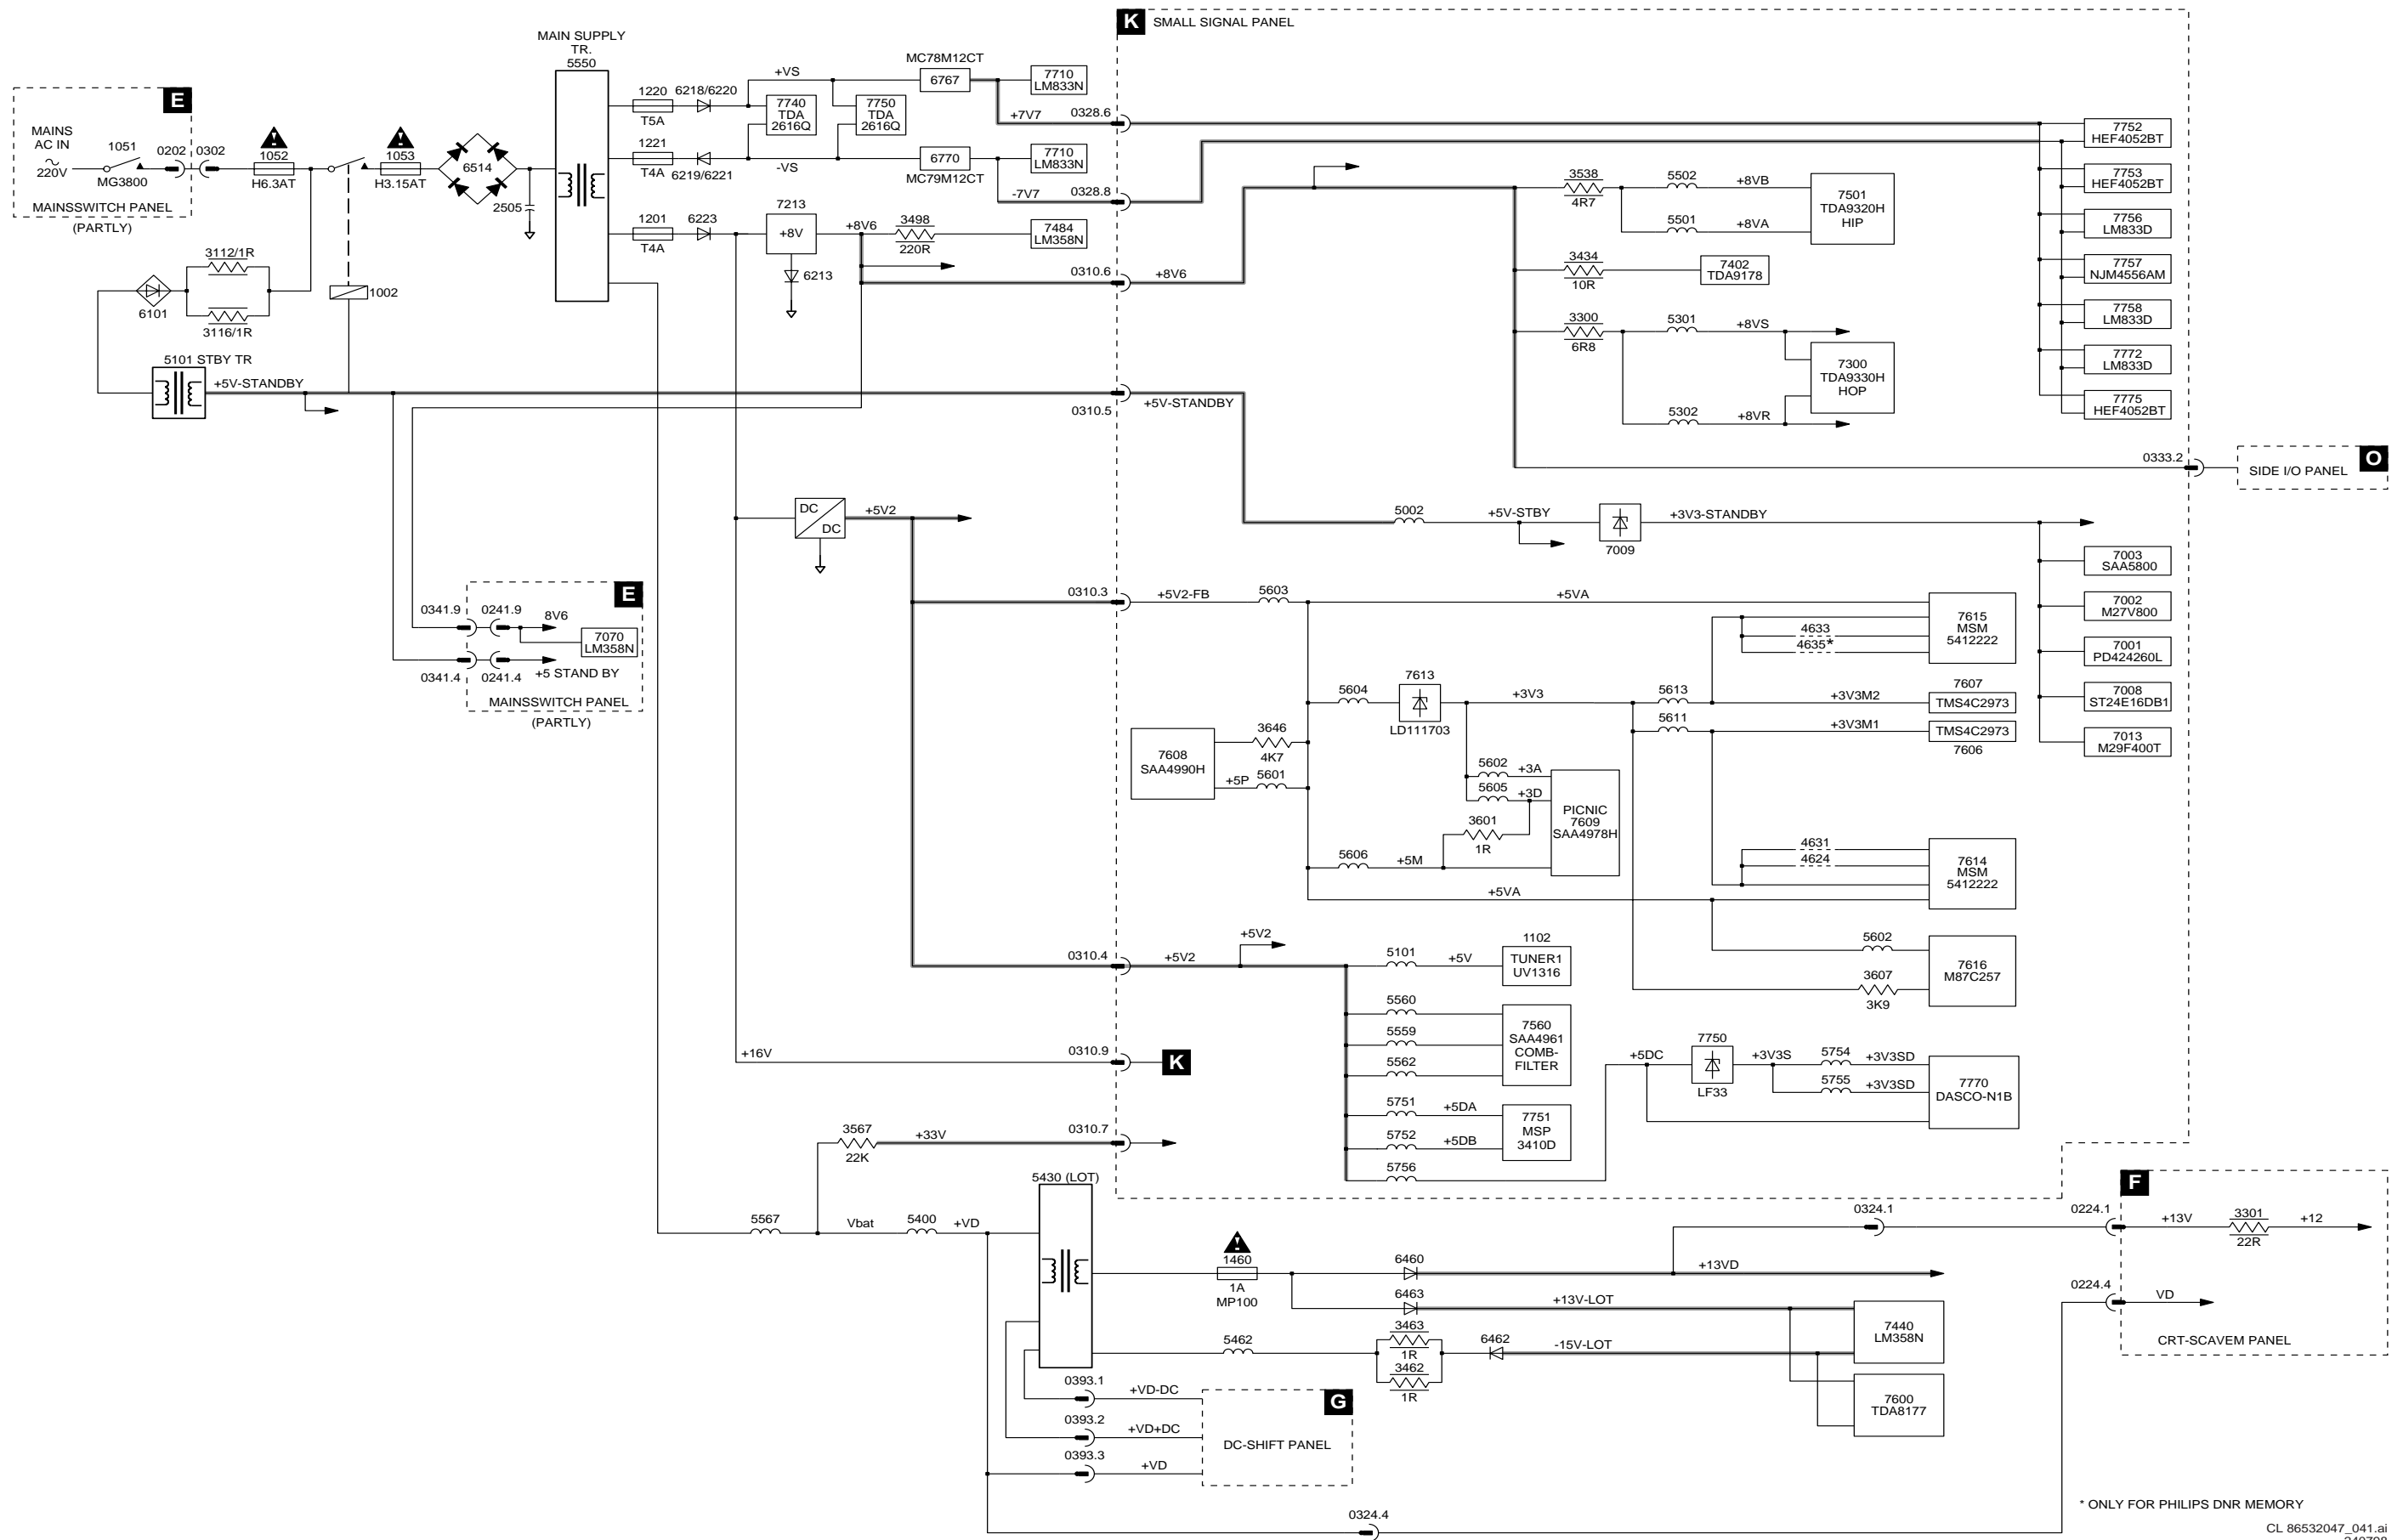 K
SMALL SIGNAL PANEL
MAIN SUPPLY
TR.
5550
E
MAINS
AC IN
~
220V
1051
MG3800
0202
0302
MAINSSWITCH PANEL
(PARTLY)
1052
H6.3AT
1053
H3.15AT
6514
2505
3112/1R
6101
3116/1R
1002
5101 STBY TR
+5V-STANDBY
1220
T5A
6218/6220
+VS
7740
TDA
2616Q
7750
TDA
2616Q
MC78M12CT
6767
7710
LM833N
+7V7
0328.6
1221
T4A
6219/6221
-VS
6770
MC79M12CT
7710
LM833N
-7V7
0328.8
1201
T4A
6223
7213
+8V
6213
+8V6
3498
220R
7484
LM358N
0310.6
+8V6
0310.5
+5V-STANDBY
3538
4R7
5502
+8VB
5501
+8VA
7501
TDA9320H
HIP
3434
10R
7402
TDA9178
3300
6R8
5301
+8VS
7300
TDA9330H
HOP
5302
+8VR
7752
HEF4052BT
7753
HEF4052BT
7756
LM833D
7757
NJM4556AM
7758
LM833D
7772
LM833D
7775
HEF4052BT
0333.2
SIDE I/O PANEL
O
DC
DC
+5V2
5002
+5V-STBY
7009
+3V3-STANDBY
7003
SAA5800
7002
M27V800
7001
PD424260L
7008
ST24E16DB1
7013
M29F400T
E
0341.9
0241.9
8V6
7070
LM358N
0341.4
0241.4
+5 STAND BY
MAINSSWITCH PANEL
(PARTLY)
0310.3
+5V2-FB
5603
+5VA
4633
4635*
7615
MSM
5412222
5604
7613
LD111703
+3V3
5613
+3V3M2
7607
TMS4C2973
5611
+3V3M1
TMS4C2973
7606
7608
SAA4990H
3646
4K7
+5P
5601
5602
+3A
5605
+3D
3601
1R
PICNIC
7609
SAA4978H
5606
+5M
4631
4624
7614
MSM
5412222
+5VA
5602
3607
3K9
7616
M87C257
0310.4
+5V2
+5V2
5101
+5V
1102
TUNER1
UV1316
5560
5559
5562
7560
SAA4961
COMB-
FILTER
5751
+5DA
5752
+5DB
7751
MSP
3410D
5756
+5DC
7750
LF33
+3V3S
5754
+3V3SD
5755
+3V3SD
7770
DASCO-N1B
+16V
0310.9
K
3567
22K
+33V
0310.7
5430 (LOT)
5567
Vbat
5400
+VD
1460
1A
MP100
6460
+13VD
6463
+13V-LOT
5462
3463
1R
3462
1R
6462
-15V-LOT
7440
LM358N
7600
TDA8177
0324.1
0224.1
F
+13V
3301
22R
+12
0224.4
VD
CRT-SCAVEM PANEL
0393.1
+VD-DC
0393.2
+VD+DC
0393.3
+VD
G
DC-SHIFT PANEL
0324.4
* ONLY FOR PHILIPS DNR MEMORY
CL 86532047_041.ai